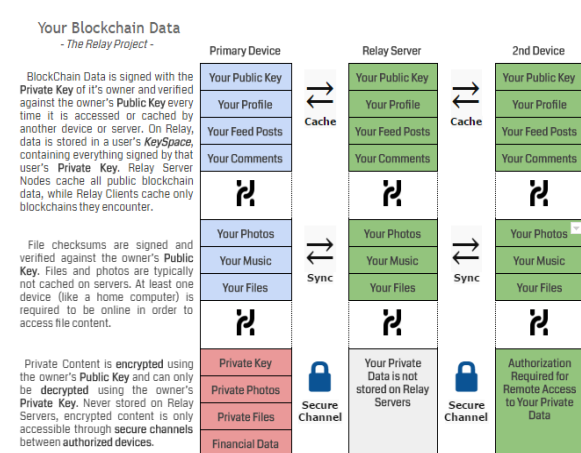 Your Blockchain Data
- The Relay Project -
Primary Device
Relay Server
2nd Device
BlockChain Data is signed with the
Private Key of it's owner and verified
against the owner's Public Key every
time it is accessed or cached by
another device or server. On Relay,
data is stored in a user's KeySpace,
containing everything signed by that
user's Private Key. Relay Server
Nodes cache all public blockchain
data, while Relay Clients cache only
blockchains they encounter.
Your Public Key
Your Profile
Your Feed Posts
Your Comments
Cache
Your Public Key
Your Profile
Your Feed Posts
Your Comments
Cache
Your Public Key
Your Profile
Your Feed Posts
Your Comments
File checksums are signed and
verified against the owner's Public
Key. Files and photos are typically
not cached on servers. At least one
device (like a home computer) is
required to be online in order to
access file content.
Your Photos
Your Music
Your Files
Sync
Your Photos
Your Music
Your Files
Sync
Your Photos
Your Music
Your Files
Private Content is encrypted using
the owner's Public Key and can only
be decrypted using the owner's
Private Key. Never stored on Relay
Servers, encrypted content is only
accessible through secure channels
between authorized devices.
Private Key
Private Photos
Private Files
Financial Data
Secure
Channel
Your Private
Data is not
stored on Relay
Servers
Secure
Channel
Authorization
Required for
Remote Access
to Your Private
Data